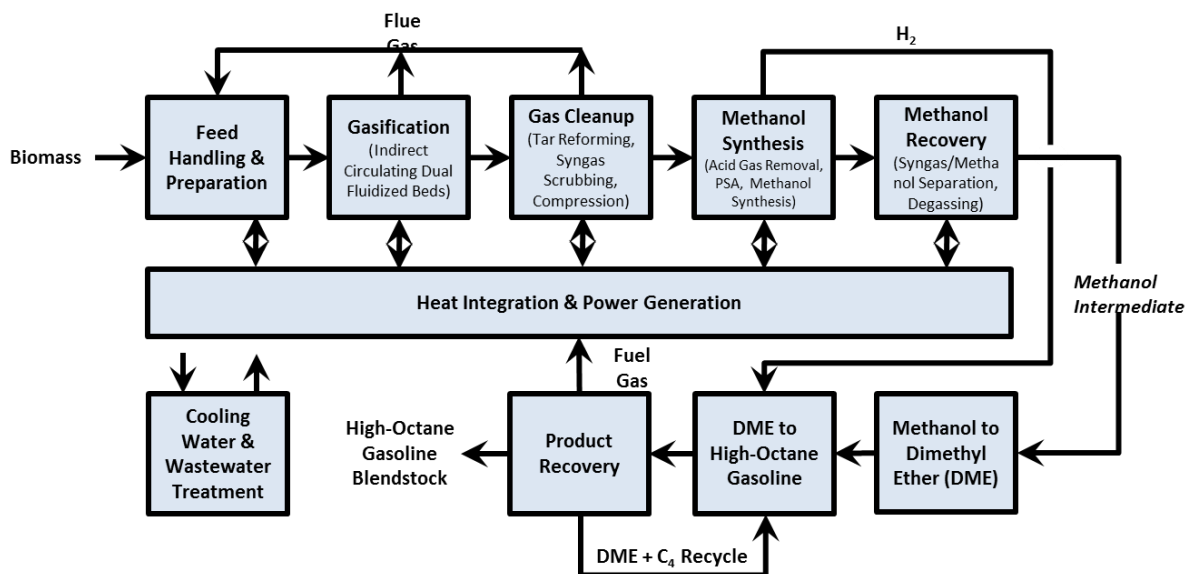 Flue
Gas
H₂
Biomass
Feed
Handling &
Preparation
Gasification
(Indirect
Circulating Dual
Fluidized Beds)
Gas Cleanup
(Tar Reforming,
Syngas
Scrubbing,
Compression)
Methanol
Synthesis
(Acid Gas Removal,
PSA, Methanol
Synthesis)
Methanol
Recovery
(Syngas/Metha
nol Separation,
Degassing)
Heat Integration & Power Generation
Methanol
Intermediate
Fuel
Gas
Cooling
Water &
Wastewater
Treatment
High-Octane
Gasoline
Blendstock
Product
Recovery
DME to
High-Octane
Gasoline
Methanol to
Dimethyl
Ether (DME)
DME + C₄ Recycle